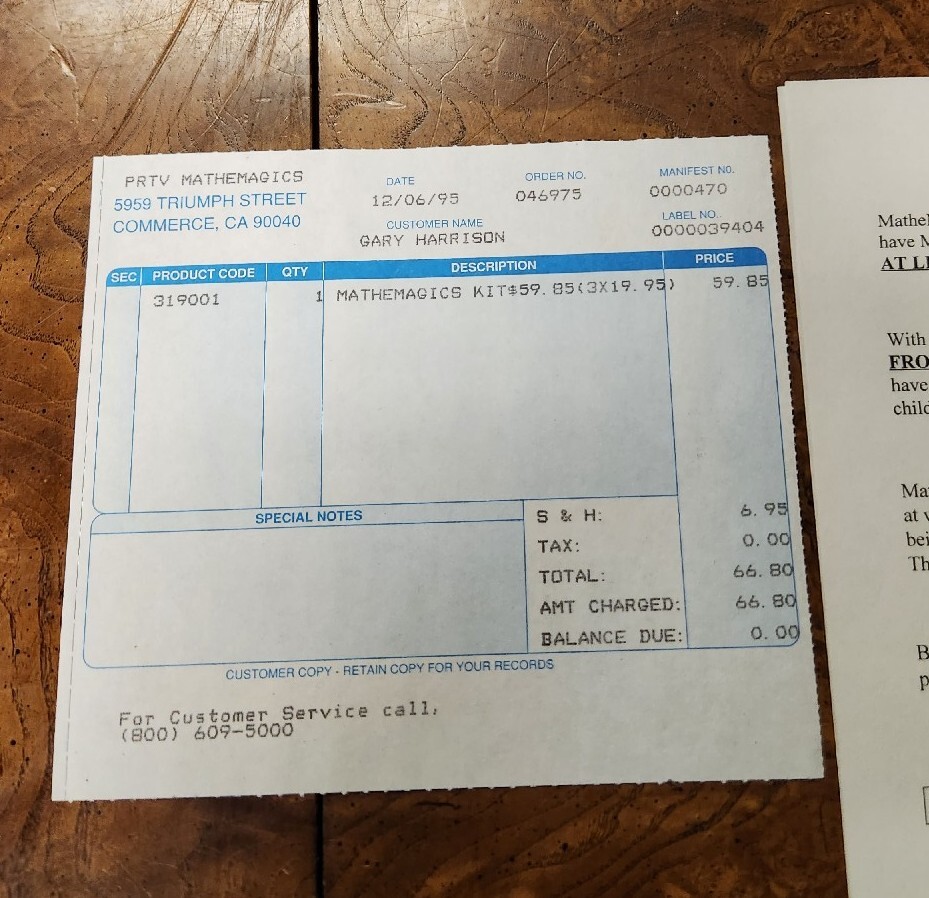 PRTV MATHEMAGICS
5959 TRIUMPH STREET
COMMERCE, CA 90040
DATE
12/06/95
ORDER NO.
046975
MANIFEST NO.
0000470
CUSTOMER NAME
GARY HARRISON
LABEL NO.
0000039404
SEC PRODUCT CODE QTY DESCRIPTION PRICE
319001 1 MATHEMAGICS KIT$59.85(3X19.95) 59.85
SPECIAL NOTES
S & H: 6.95
TAX: 0.00
TOTAL: 66.80
AMT CHARGED: 66.80
BALANCE DUE: 0.00
CUSTOMER COPY - RETAIN COPY FOR YOUR RECORDS
For Customer Service call,
(800) 609-5000
have
With
have